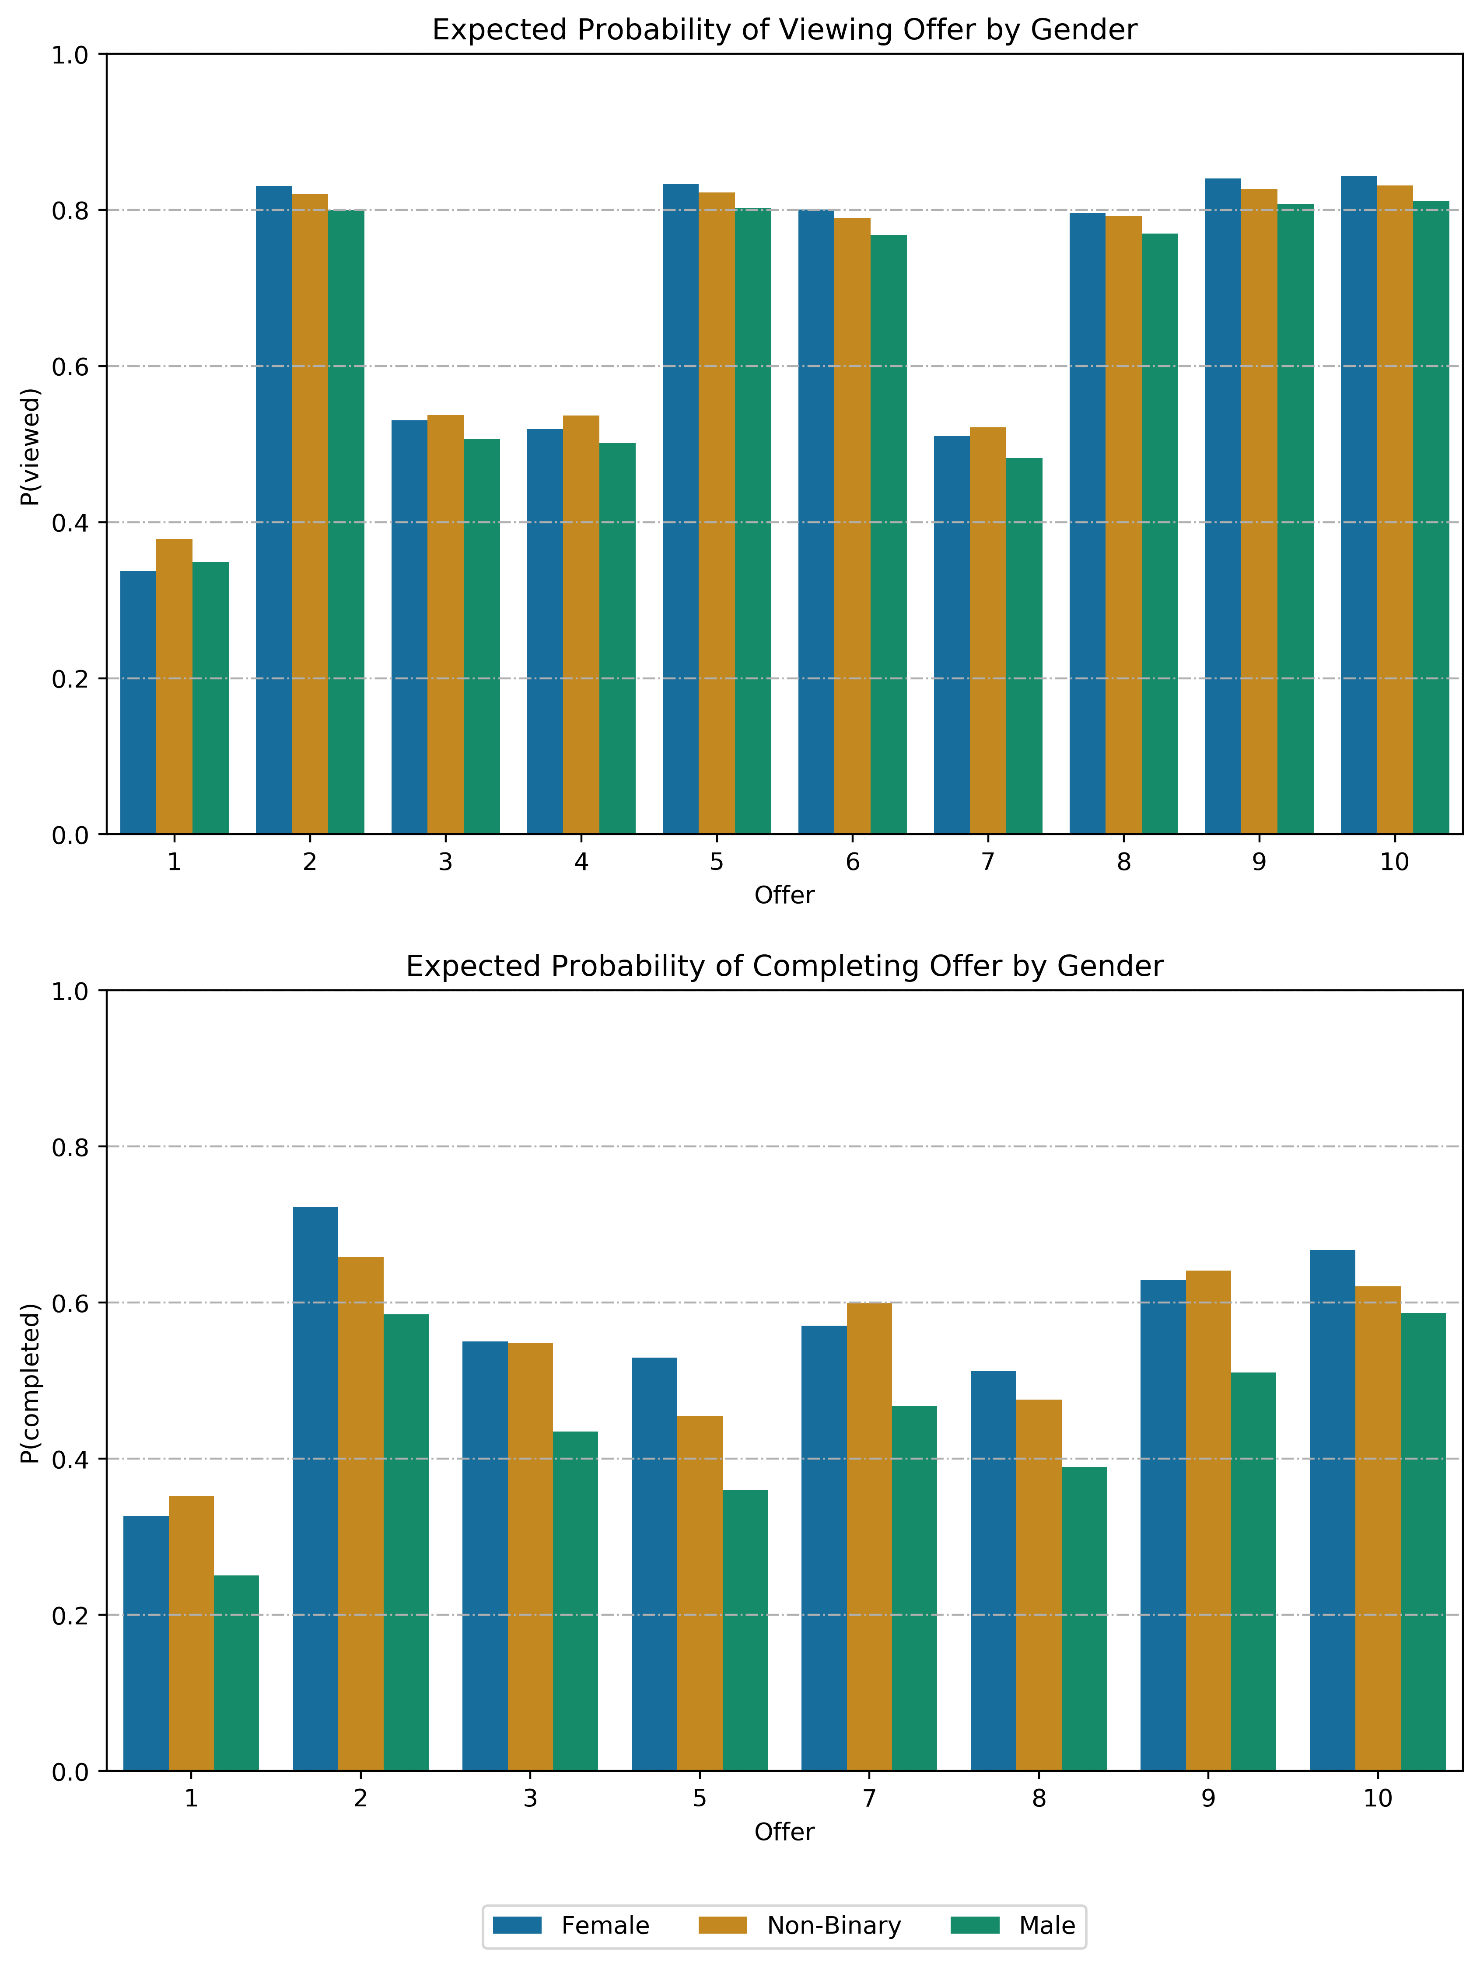 Expected Probability of Viewing Offer by Gender
1.0
0.8
0.6
0.4
0.2
0.0
P(viewed)
1 2 3 4 5 6 7 8 9 10
Offer
Expected Probability of Completing Offer by Gender
1.0
0.8
0.6
0.4
0.2
0.0
P(completed)
1 2 3 5 7 8 9 10
Offer
Female Non-Binary Male